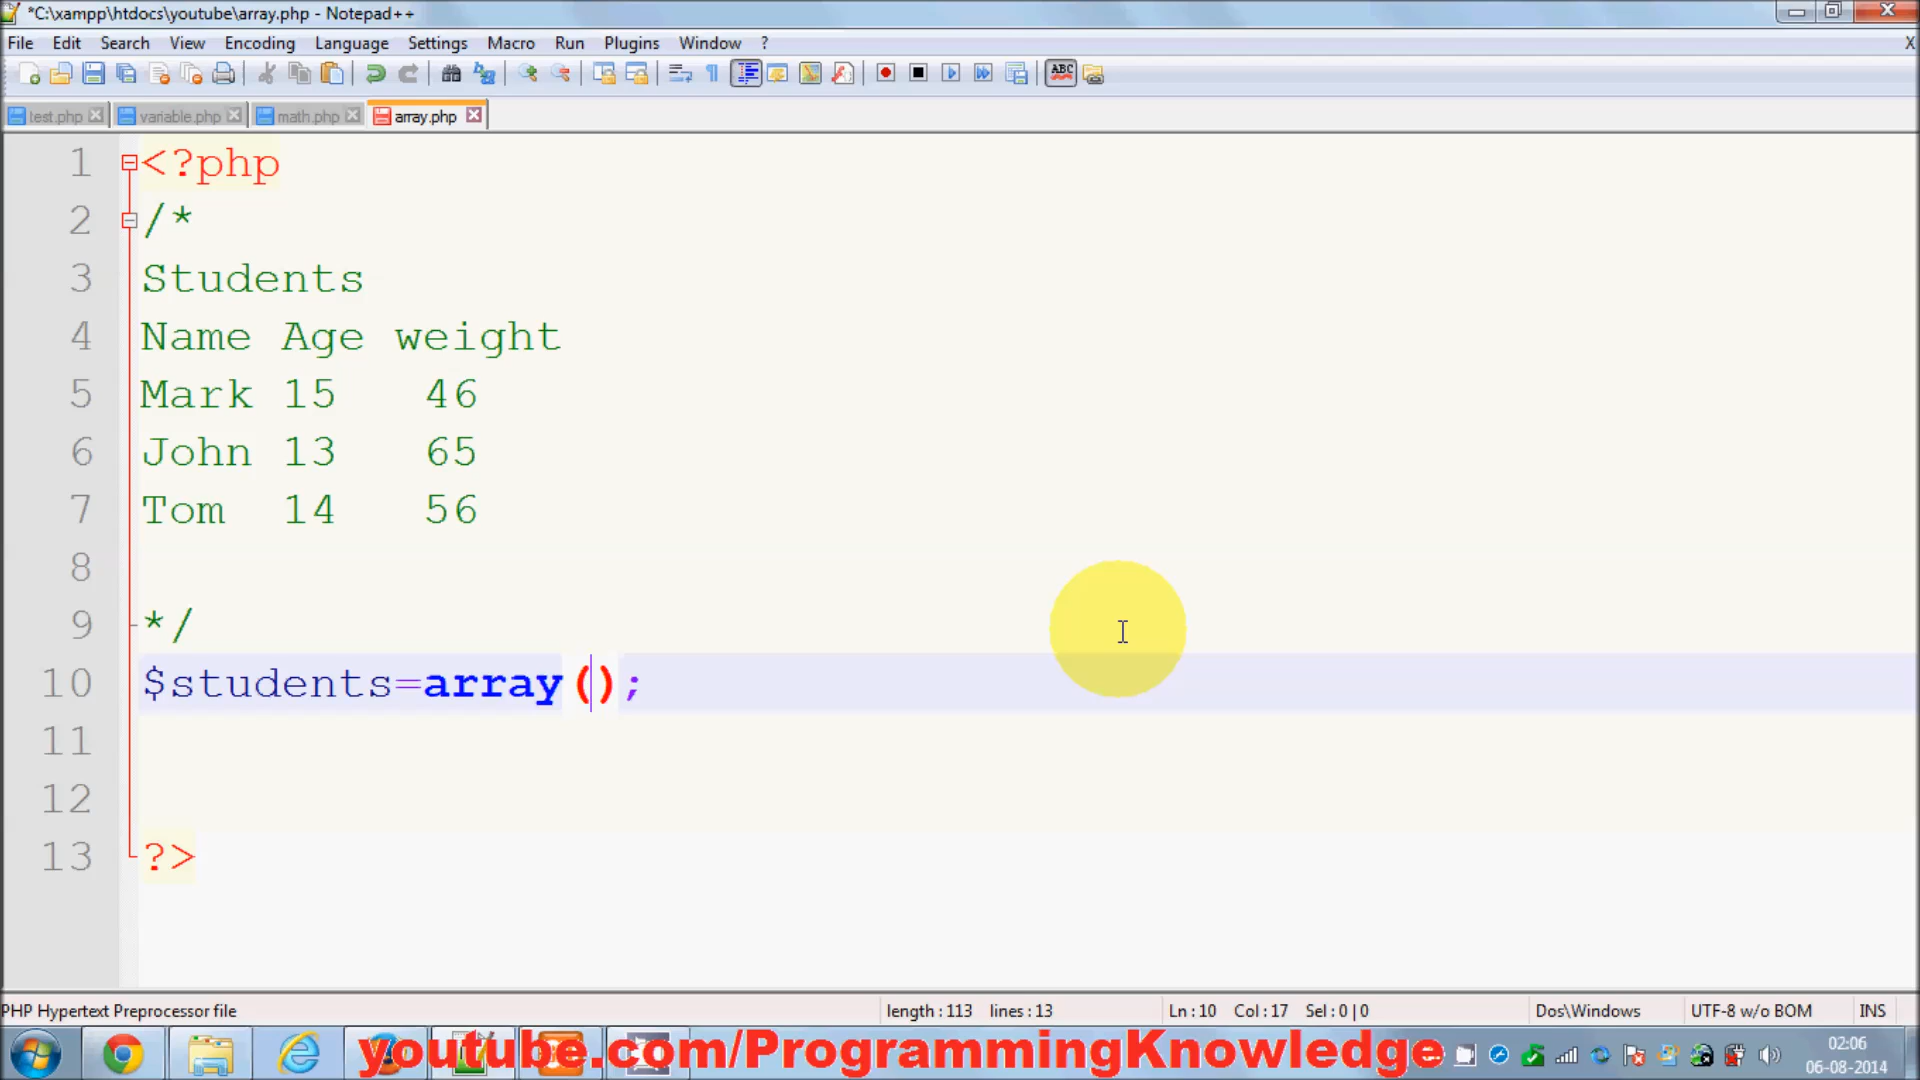 *C:\xampp\htdocs\youtube\array.php - Notepad++
File Edit Search View Encoding Language Settings Macro Run Plugins Window ? X
ABC
test.php variable.php math.php array.php
1 <?php
2 /*
3 Students
4 Name Age weight
5 Mark 15 46
6 John 13 65
7 Tom 14 56
8
9 */
10 $students=array();
11
12
13 ?>
PHP Hypertext Preprocessor file length : 113 lines : 13 Ln : 10 Col : 17 Sel : 0 | 0 Dos\Windows UTF-8 w/o BOM INS
youtube.com/ProgrammingKnowledge
02:06
06-08-2014